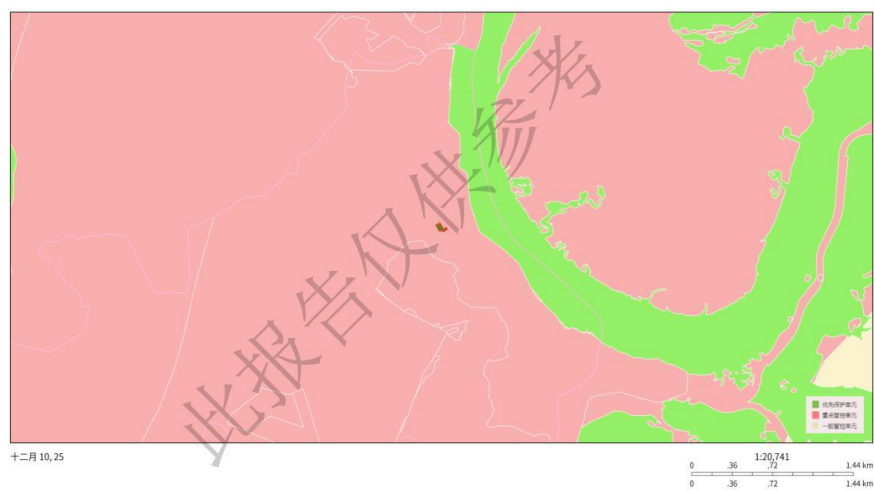 此报告仅供参考
优先保护单元
重点管控单元
一般管控单元
十二月 10, 25
1:20,741
0 .36 .72 1.44 km
0 .36 .72 1.44 km